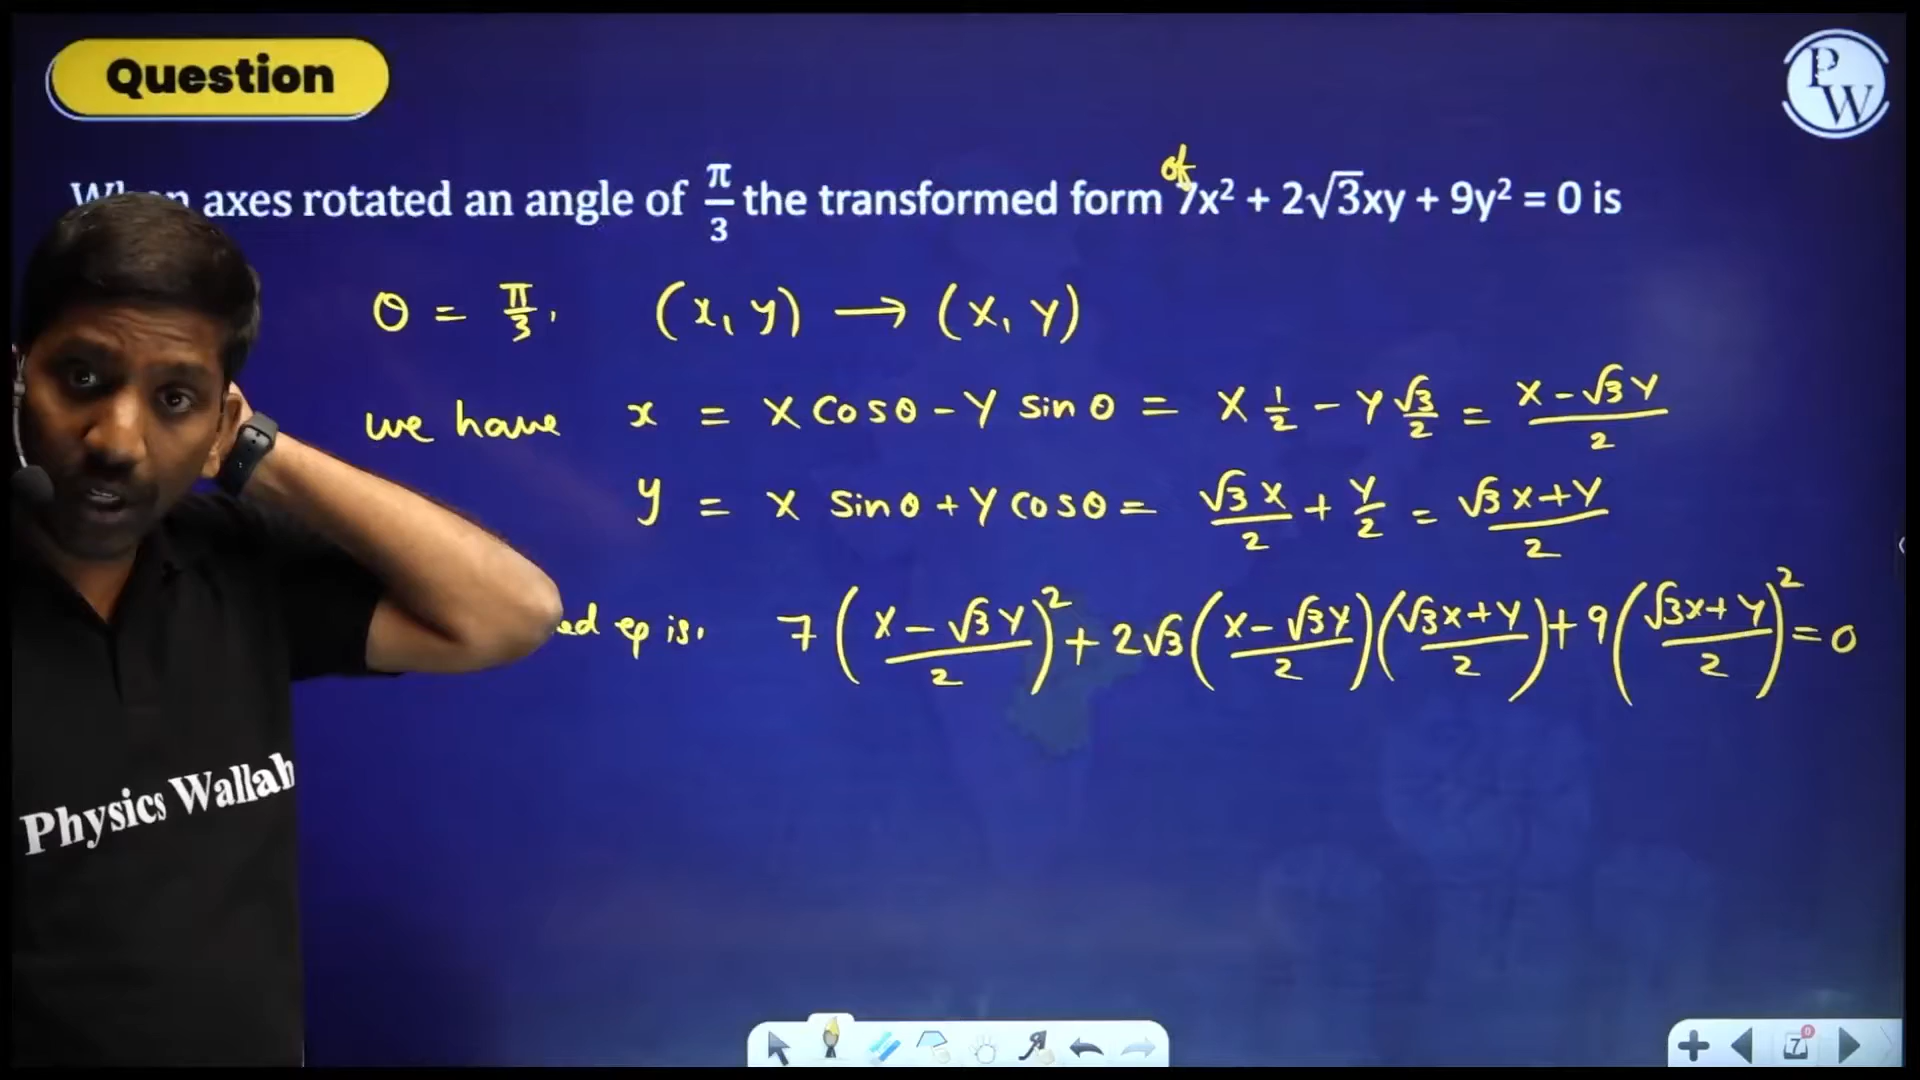 Question
PW
of
axes rotated an angle of π/3 the transformed form 7x² + 2√3xy + 9y² = 0 is
θ = π/3, (x, y) → (X, Y)
we have x = X cosθ - Y sinθ = X 1/2 - Y √3/2 = X - √3Y/2
y = X sinθ + Y cosθ = √3X/2 + Y/2 = √3X + Y/2
eq is. 7(X - √3Y/2)² + 2√3(X - √3Y/2)(√3X + Y/2) + 9(√3X + Y/2)² = 0
Physics Wallah
7
0